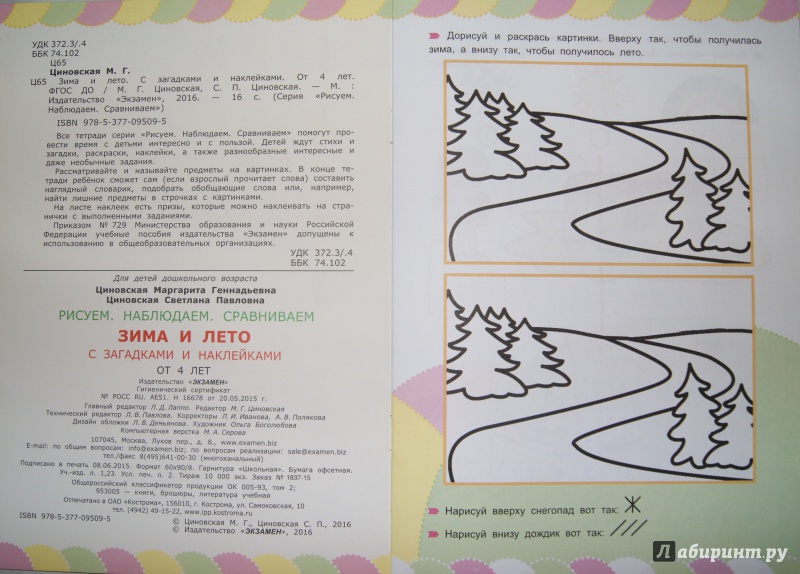 УДК 372.3/.4
ББК 74.102
Ц65
Циновская М. Г.
Ц65 Зима и лето. С загадками и наклейками. От 4 лет.
ФГОС ДО / М. Г. Циновская, С. П. Циновская. — М. :
Издательство «Экзамен», 2016. — 16 с. (Серия «Рисуем.
Наблюдаем. Сравниваем»)
ISBN 978-5-377-09509-5
Все тетради серии «Рисуем. Наблюдаем. Сравниваем» помогут про-
вести время с детьми интересно и с пользой. Детей ждут стихи и
загадки, раскраски, наклейки, а также разнообразные интересные и
даже необычные задания.
Рассматривайте и называйте предметы на картинках. В конце те-
тради ребёнок сможет сам (если взрослый прочитает слова) составить
наглядный словарик, подобрать обобщающие слова или, например,
найти лишние предметы в строчках с картинками.
На листе наклеек есть призы, которые можно наклеивать на стра-
нички с выполненными заданиями.
Приказом № 729 Министерства образования и науки Российской
Федерации учебные пособия издательства «Экзамен» допущены к
использованию в общеобразовательных организациях.
УДК 372.3/.4
ББК 74.102
Для детей дошкольного возраста
Циновская Маргарита Геннадьевна
Циновская Светлана Павловна
РИСУЕМ. НАБЛЮДАЕМ. СРАВНИВАЕМ
ЗИМА И ЛЕТО
С ЗАГАДКАМИ И НАКЛЕЙКАМИ
ОТ 4 ЛЕТ
Издательство «ЭКЗАМЕН»
Гигиенический сертификат
№ РОСС RU. АЕ51. Н 16678 от 20.05.2015 г.
Главный редактор Л. Д. Лаппо. Редактор М. Г. Циновская
Технический редактор Л. В. Павлова. Корректоры Л. И. Иванова, А. В. Полякова
Дизайн обложки Л. В. Демьянова. Художник Ольга Боголюбова
Компьютерная верстка М. А. Серова
107045, Москва, Луков пер., д. 8, www.examen.biz
E-mail: по общим вопросам: info@examen.biz; по вопросам реализации: sale@examen.biz
тел./факс 8(495)641-00-30 (многоканальный)
Подписано в печать 08.06.2015. Формат 60х90/8. Гарнитура «Школьная». Бумага офсетная.
Уч.-изд. л. 1,23. Усл. печ. л. 2. Тираж 10 000 экз. Заказ № 1837-15
Общероссийский классификатор продукции ОК 005-93, том 2;
953005 — книги, брошюры, литература учебная
Отпечатано в ОАО «Кострома», 156010, г. Кострома, ул. Самоковская, 10
тел. (4942) 49-15-22, www.ipp.kostroma.ru
ISBN 978-5-377-09509-5
© Циновская М. Г., Циновская С. П., 2016
© Издательство «ЭКЗАМЕН», 2016
Дорисуй и раскрась картинки. Вверху так, чтобы получилась
зима, а внизу так, чтобы получилось лето.
Нарисуй вверху снегопад вот так:
Нарисуй внизу дождик вот так:
Лабиринт.ру